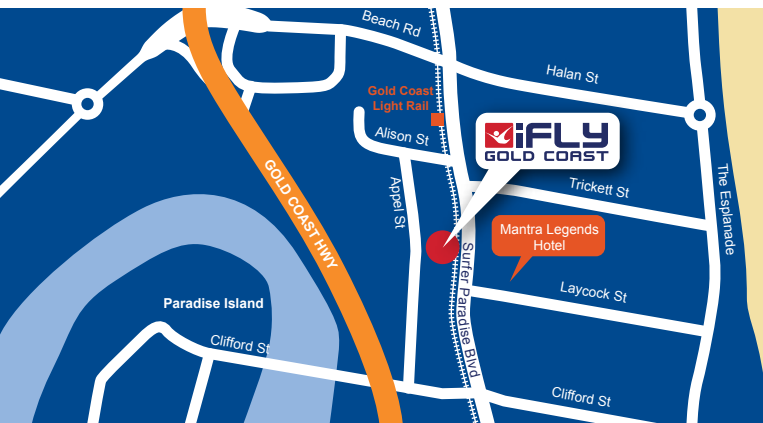 Beach Rd
Halan St
Gold Coast
Light Rail
iFLY
GOLD COAST
Alison St
Trickett St
GOLD COAST HWY
Appel St
The Esplanade
Mantra Legends
Hotel
Surfer Paradise Blvd
Laycock St
Paradise Island
Clifford St
Clifford St